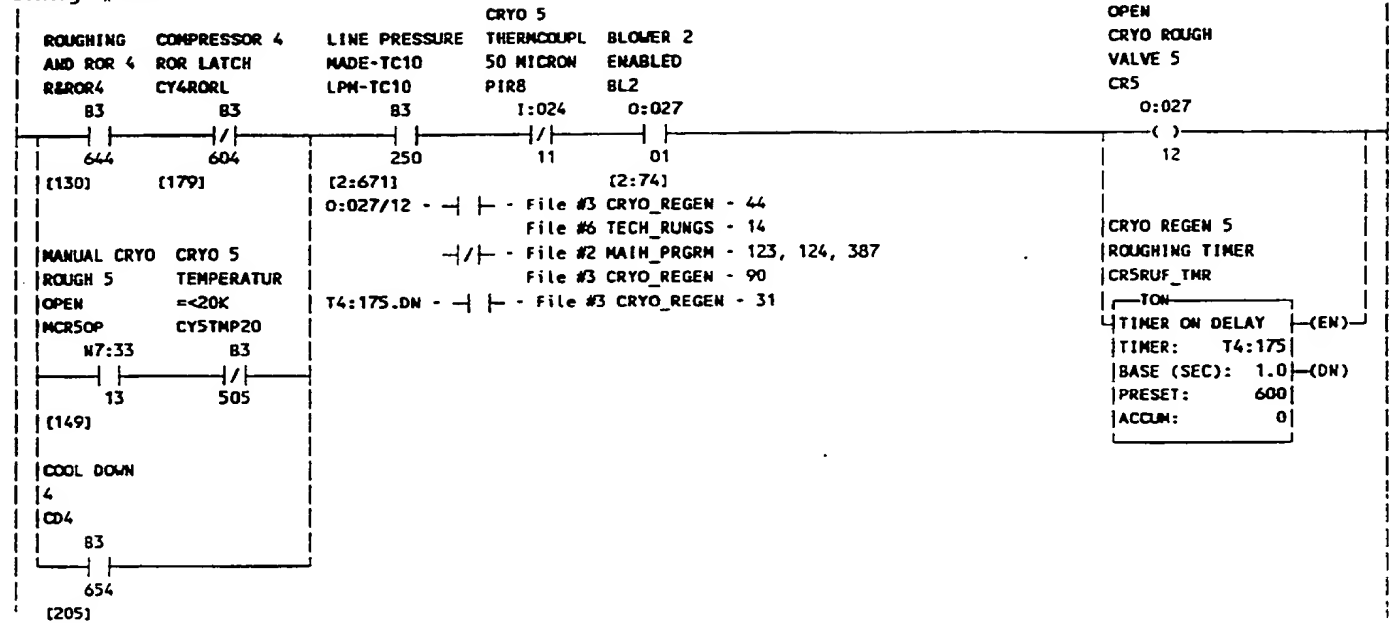 CRYO 5 OPEN
ROUGHING COMPRESSOR 4 LINE PRESSURE THERMCOUPL BLOWER 2 CRYO ROUGH
AND ROR 4 ROR LATCH MADE-TC10 50 MICRON ENABLED VALVE 5
R&ROR4 CY4RORL LPM-TC10 PIR8 BL2 CR5
B3 B3 B3 I:024 O:027 O:027
644 604 250 11 01 12
[130] [179] [2:671] [2:74]
O:027/12 - File #3 CRYO_REGEN - 44
File #6 TECH_RUNGS - 14 CRYO REGEN 5
MANUAL CRYO CRYO 5 - File #2 MAIN_PRGRM - 123, 124, 387 ROUGHING TIMER
ROUGH 5 TEMPERATUR File #3 CRYO_REGEN - 90 CR5RUF_TMR
OPEN =<20K T4:175.DN - File #3 CRYO_REGEN - 31 TON
MCR5OP CY5TMP20 TIMER ON DELAY (EN)
N7:33 B3 TIMER: T4:175
BASE (SEC): 1.0 (DN)
13 505 PRESET: 600
[149] ACCUM: 0
COOL DOWN
4
CD4
B3
654
[205]